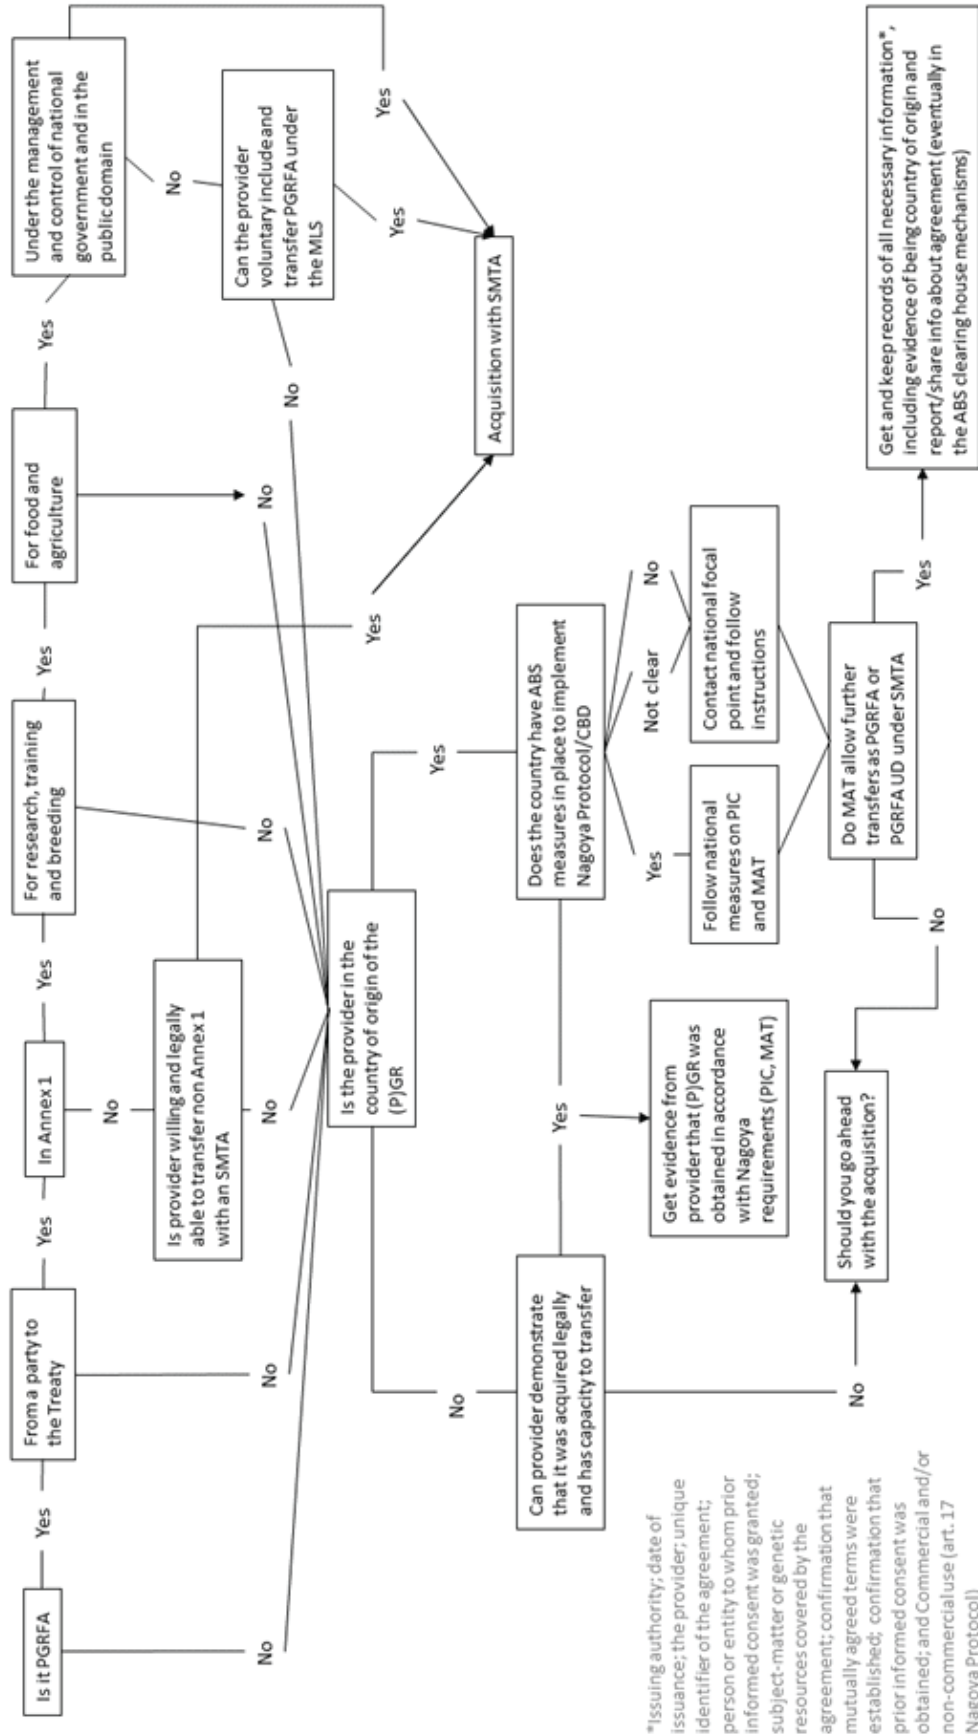 Is it PGRFA
Yes
From a party to
the Treaty
Yes
In Annex 1
Yes
For research, training
and breeding
Yes
For food and
agriculture
Yes
Under the management
and control of national
government and in the
public domain
No
Can the provider
voluntary include and
transfer PGRFA under
the MLS
Yes
Yes
No
Is provider willing and legally
able to transfer non Annex 1
with an SMTA
No
No
No
No
No
No
Yes
Acquisition with SMTA
Is the provider in the
country of origin of the
(P)GR
No
Yes
Can provider demonstrate
that it was acquired legally
and has capacity to transfer
Yes
Does the country have ABS
measures in place to implement
Nagoya Protocol/CBD
Get evidence from
provider that (P)GR was
obtained in accordance
with Nagoya
requirements (PIC, MAT)
Yes
Not clear
No
Follow national
measures on PIC
and MAT
Contact national focal
point and follow
instructions
No
Should you go ahead
with the acquisition?
No
Do MAT allow further
transfers as PGRFA or
PGRFA UD under SMTA
Yes
Get and keep records of all necessary information*,
including evidence of being country of origin and
report/share info about agreement (eventually in
the ABS clearing house mechanisms)
*Issuing authority; date of
issuance; the provider; unique
identifier of the agreement;
person or entity to whom prior
informed consent was granted;
subject-matter or genetic
resources covered by the
agreement; confirmation that
mutually agreed terms were
established; confirmation that
prior informed consent was
obtained; and Commercial and/or
non-commercial use (art. 17
Nagoya Protocol)